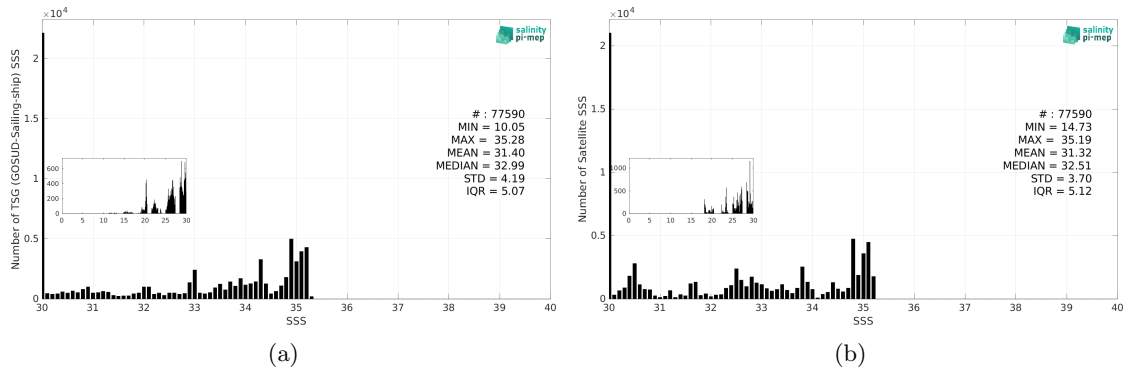 ×10⁴
2
1.5
1
0.5
0
Number of TSG (GOSUD-Sailing-ship) SSS
salinity
pi-mep
# : 77590
MIN = 10.05
MAX = 35.28
MEAN = 31.40
MEDIAN = 32.99
STD = 4.19
IQR = 5.07
600
400
200
0
0 5 10 15 20 25 30
30 31 32 33 34 35 36 37 38 39 40
SSS
(a)
×10⁴
2
1.5
1
0.5
0
Number of Satellite SSS
salinity
pi-mep
# : 77590
MIN = 14.73
MAX = 35.19
MEAN = 31.32
MEDIAN = 32.51
STD = 3.70
IQR = 5.12
1000
500
0
0 5 10 15 20 25 30
30 31 32 33 34 35 36 37 38 39 40
SSS
(b)